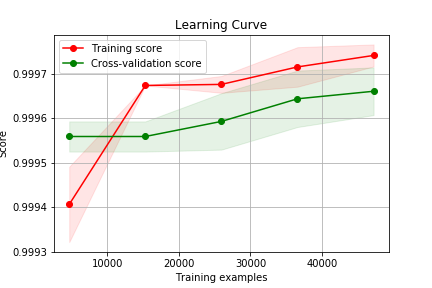 Learning Curve
Training score
Cross-validation score
0.9997
0.9996
0.9995
0.9994
0.9993
Score
10000 20000 30000 40000
Training examples